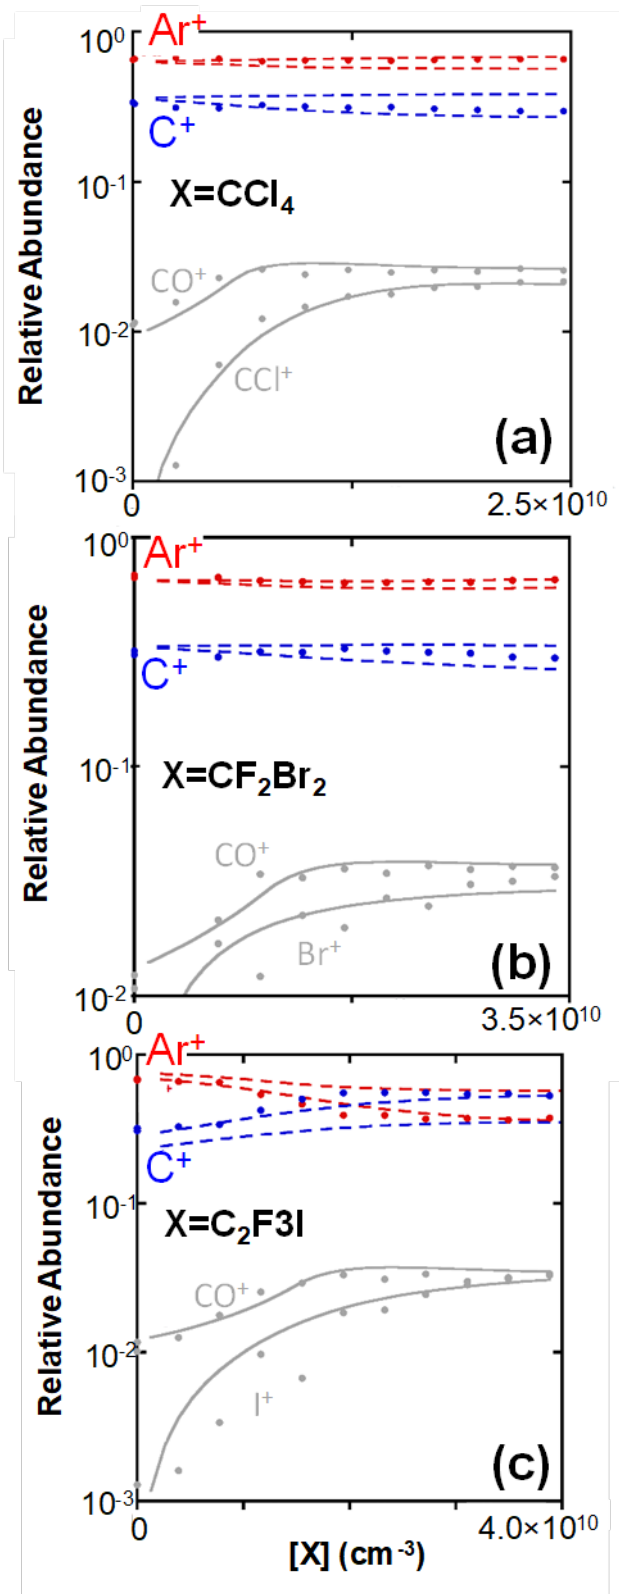 10⁰
Ar⁺
C⁺
10⁻¹
X=CCl₄
CO⁺
10⁻²
CCl⁺
(a)
10⁻³
0
2.5×10¹⁰
Relative Abundance
10⁰
Ar⁺
C⁺
10⁻¹
X=CF₂Br₂
CO⁺
Br⁺
(b)
10⁻²
0
3.5×10¹⁰
Relative Abundance
Ar⁺
10⁰
C⁺
10⁻¹
X=C₂F3I
CO⁺
10⁻²
I⁺
(c)
10⁻³
0
4.0×10¹⁰
Relative Abundance
[X] (cm⁻³)